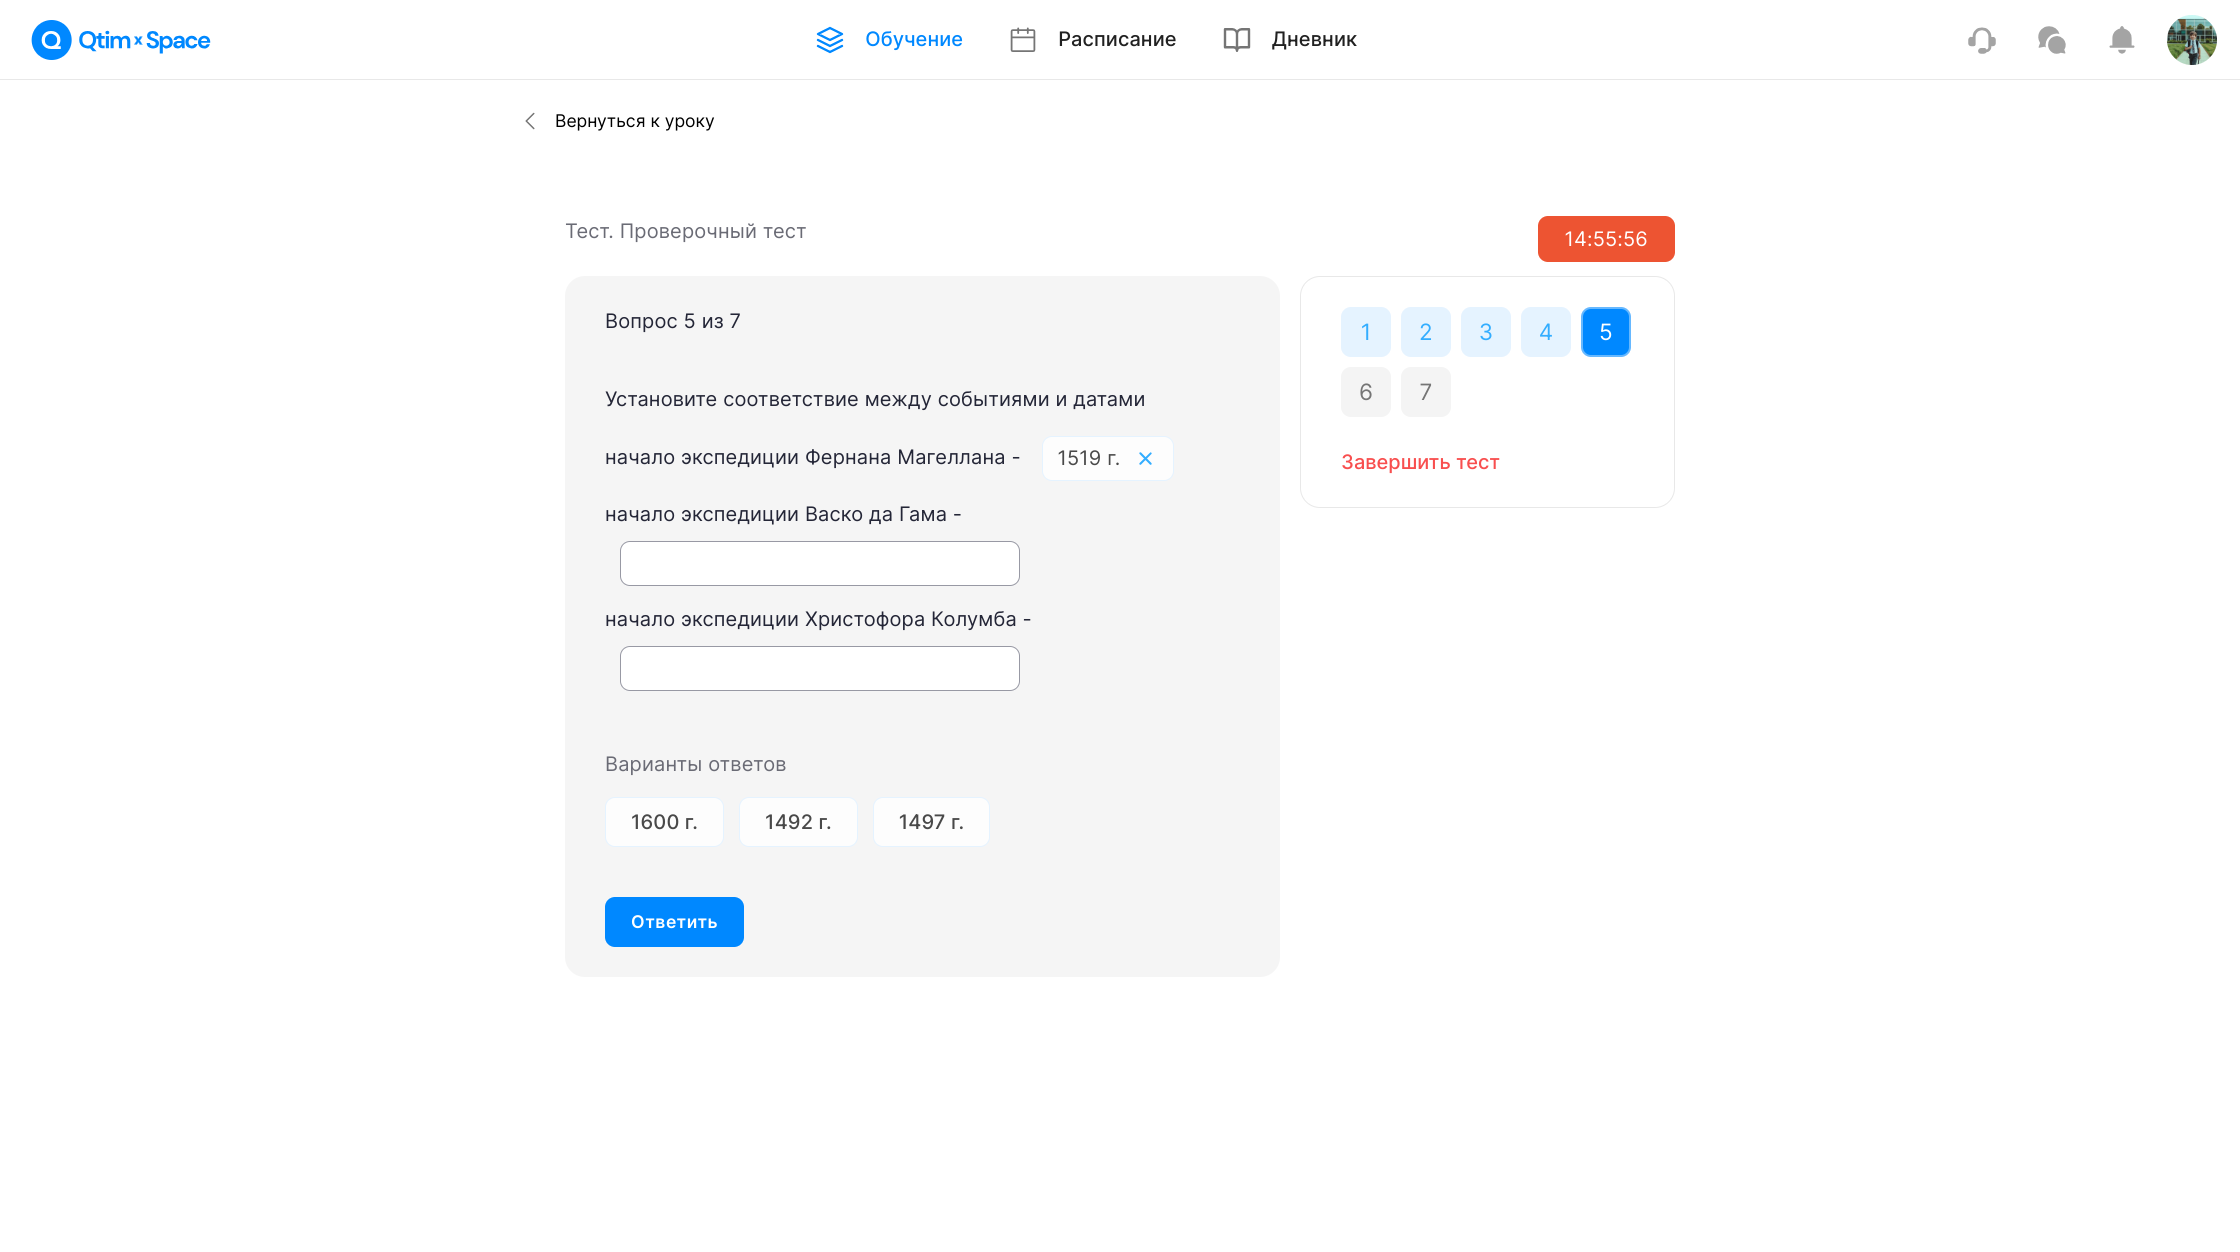 Qtim × Space
Обучение
Расписание
Дневник
Вернуться к уроку
Тест. Проверочный тест
14:55:56
Вопрос 5 из 7
Установите соответствие между событиями и датами
начало экспедиции Фернана Магеллана - 1519 г. ×
начало экспедиции Васко да Гама -
начало экспедиции Христофора Колумба -
Варианты ответов
1600 г. 1492 г. 1497 г.
Ответить
1 2 3 4 5
6 7
Завершить тест